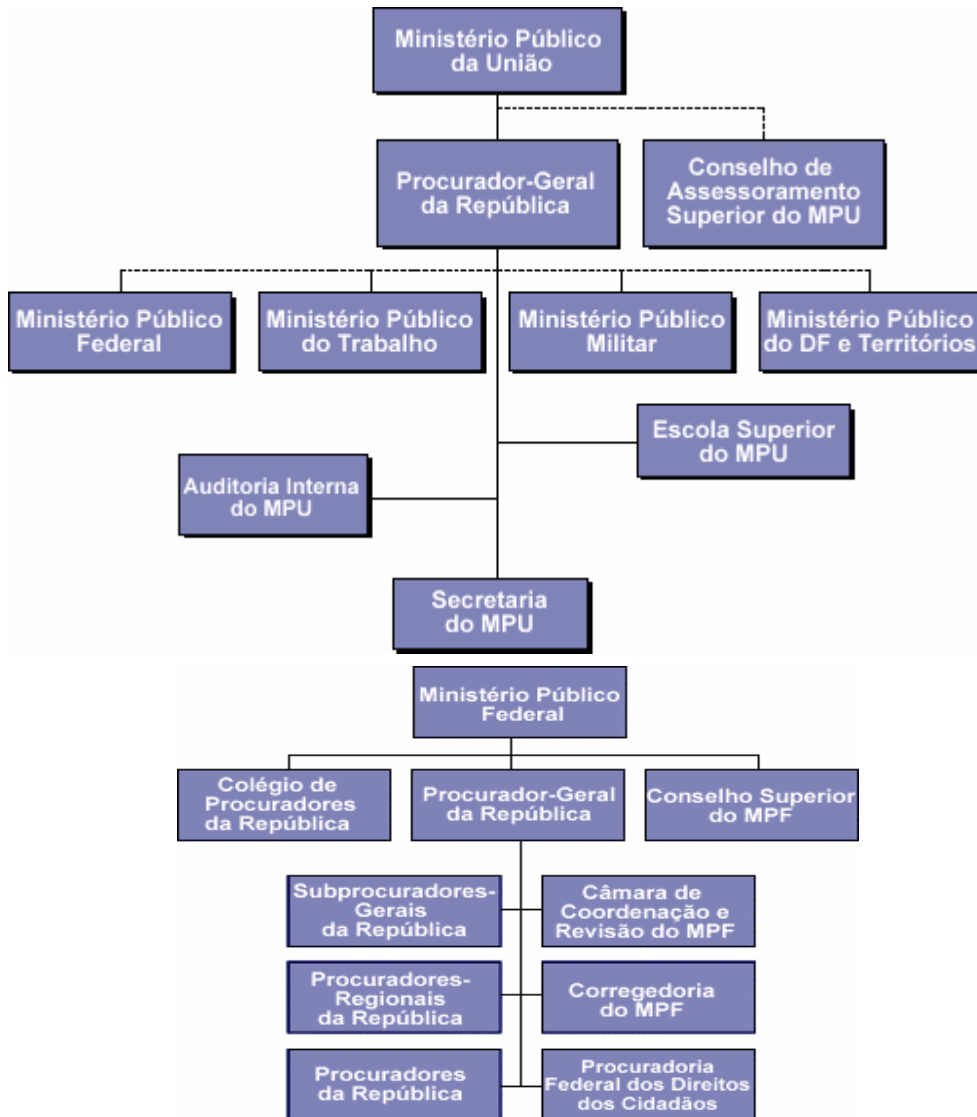 Ministério Público
da União
Procurador-Geral
da República
Conselho de
Assessoramento
Superior do MPU
Ministério Público
Federal
Ministério Público
do Trabalho
Ministério Público
Militar
Ministério Público
do DF e Territórios
Escola Superior
do MPU
Auditoria Interna
do MPU
Secretaria
do MPU
Ministério Público
Federal
Colégio de
Procuradores
da República
Procurador-Geral
da República
Conselho Superior
do MPF
Subprocuradores-
Gerais
da República
Câmara de
Coordenação e
Revisão do MPF
Procuradores-
Regionais
da República
Corregedoria
do MPF
Procuradores
da República
Procuradoria
Federal dos Direitos
dos Cidadãos